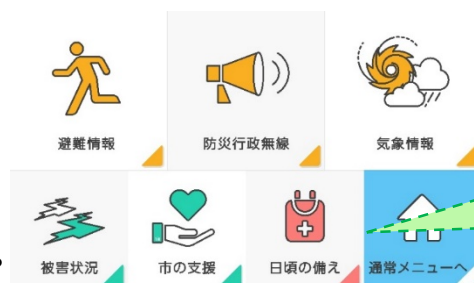 避難情報
防災行政無線
気象情報
被害状況
市の支援
日頃の備え
通常メニューへ